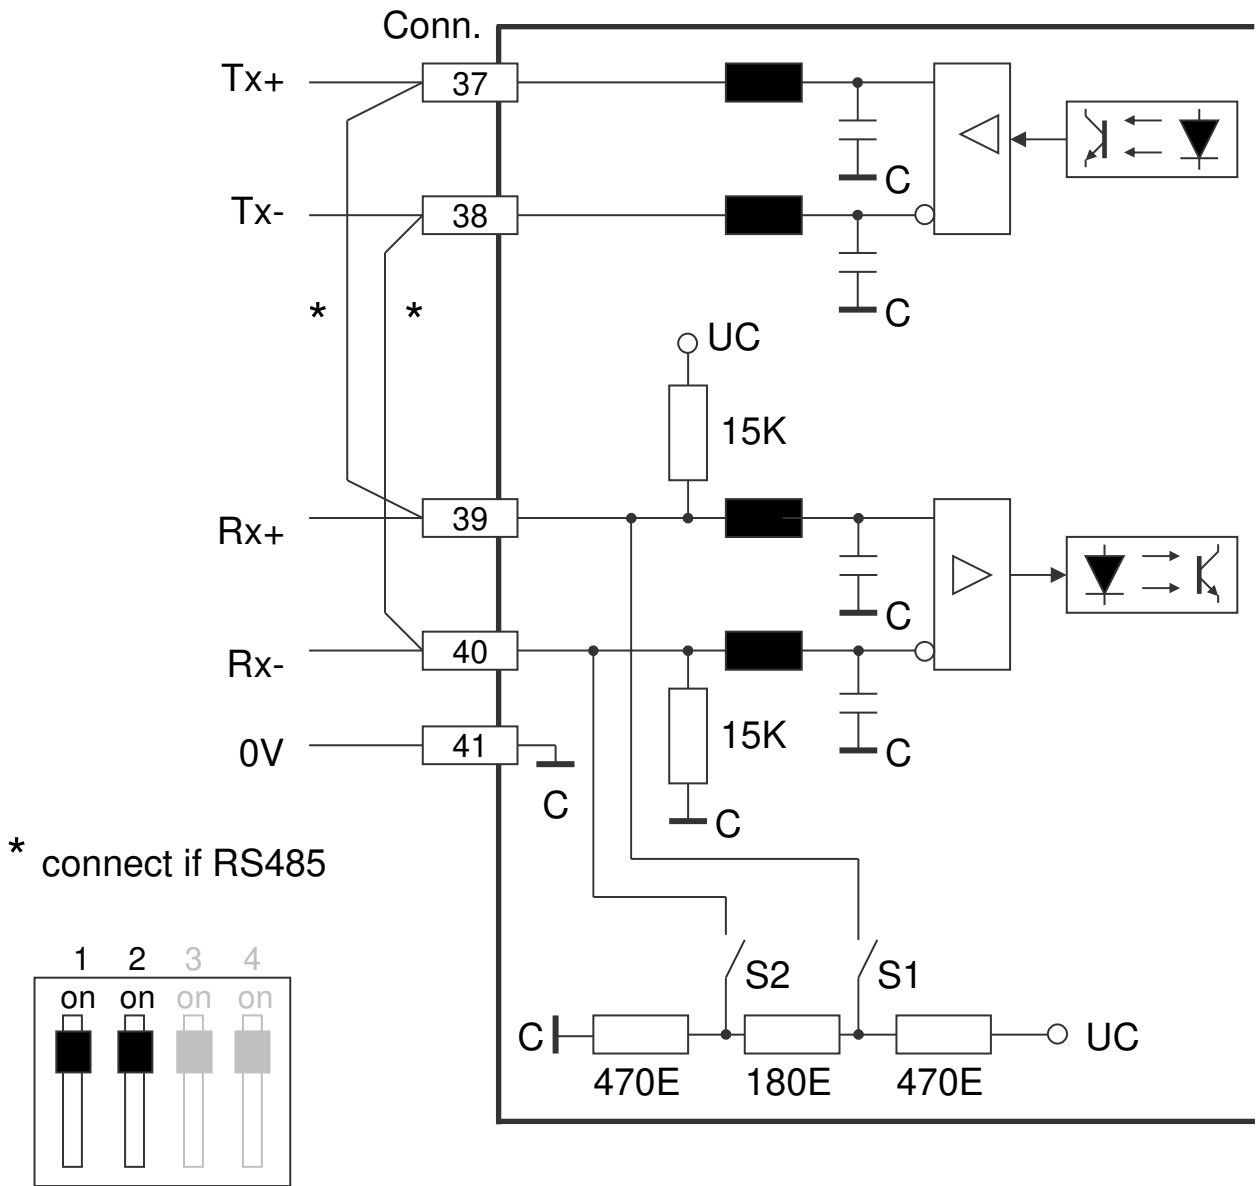 Conn.
Tx+
37
C
Tx-
38
C
*
*
UC
15K
Rx+
39
C
Rx-
40
15K
C
0V
41
C
C
* connect if RS485
1 2 3 4
on on on on
S2
S1
C
UC
470E
180E
470E